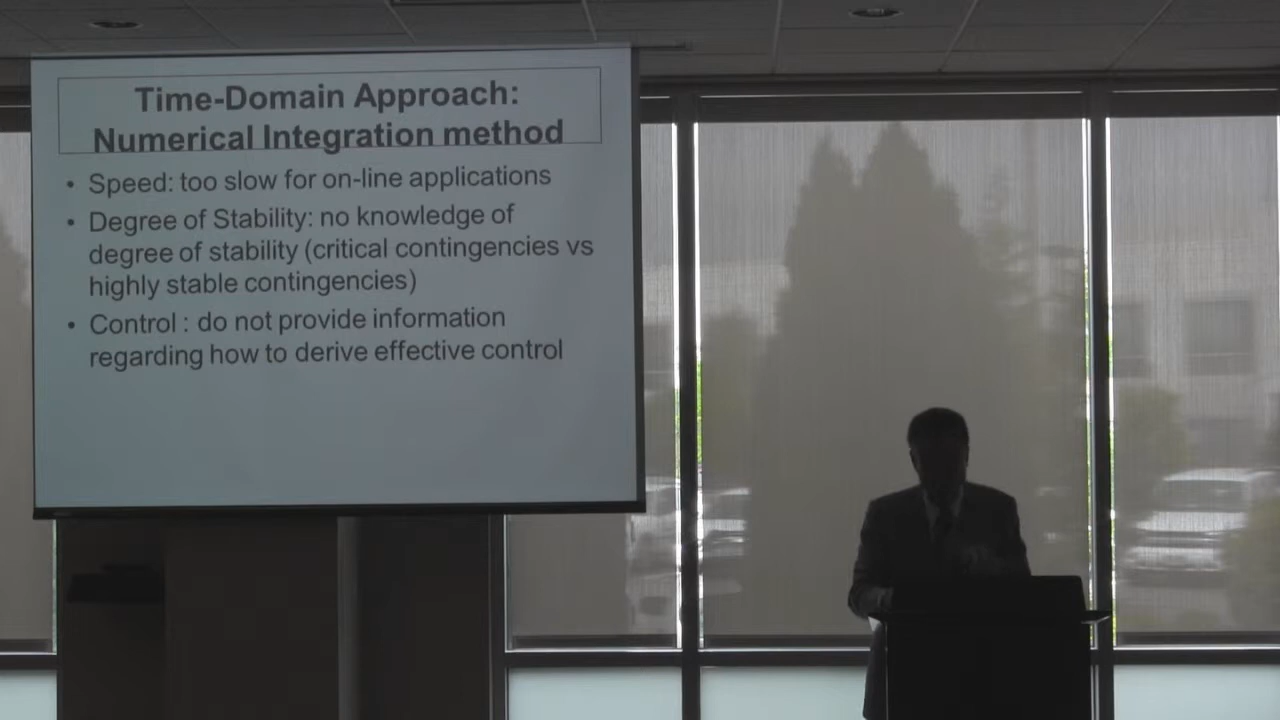 Time-Domain Approach:
Numerical Integration method
• Speed: too slow for on-line applications
• Degree of Stability: no knowledge of
degree of stability (critical contingencies vs
highly stable contingencies)
• Control : do not provide information
regarding how to derive effective control